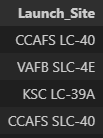 Launch_Site
CCAFS LC-40
VAFB SLC-4E
KSC LC-39A
CCAFS SLC-40